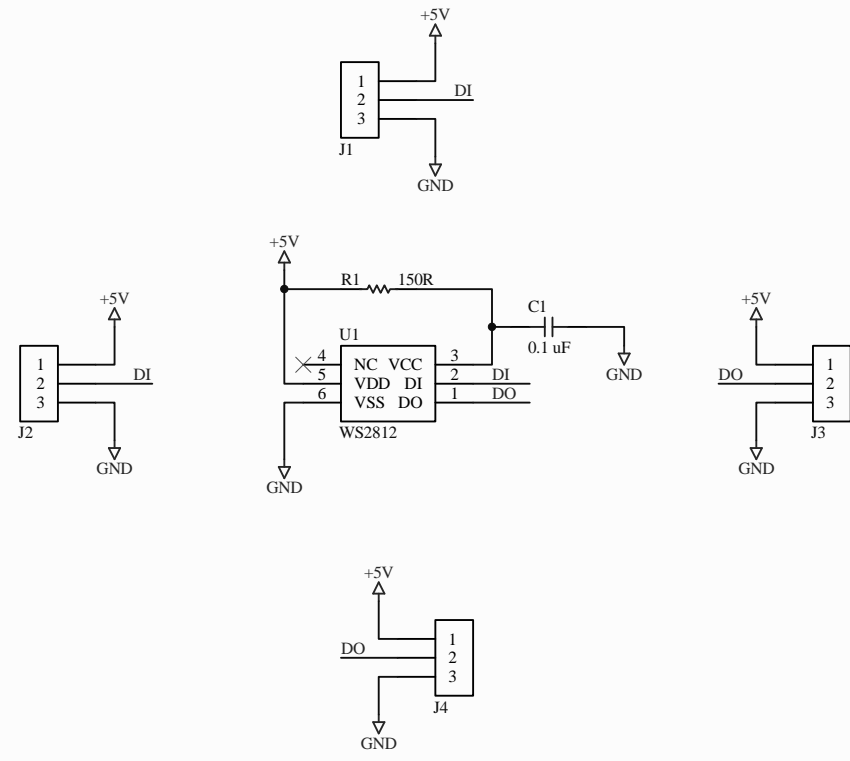 +5V
1
2
3
DI
J1
GND
+5V
R1 150R
C1
0.1 uF
GND
U1
4 NC VCC 3
5 VDD DI 2 DI
6 VSS DO 1 DO
WS2812
GND
+5V
1
2
3
DI
J2
GND
+5V
DO
1
2
3
J3
GND
+5V
DO
1
2
3
J4
GND